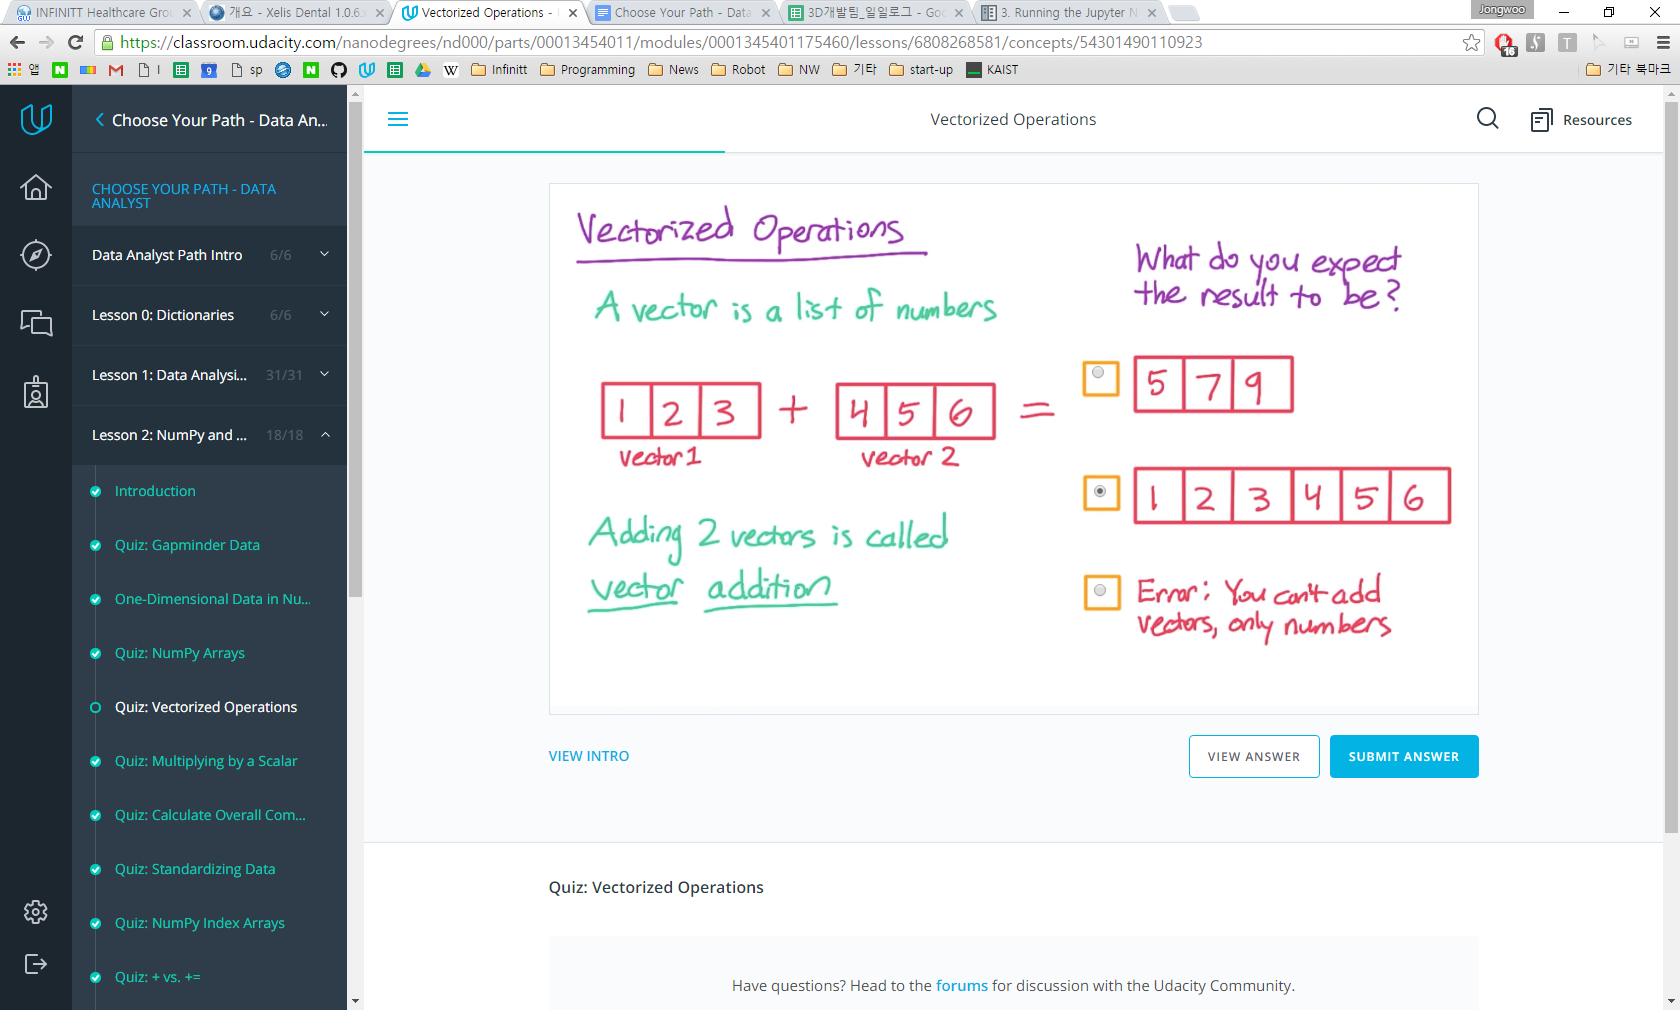 Jongwoo
INFINITT Healthcare Grou
개요 - Xelis Dental 1.0.6.
Vectorized Operations -
Choose Your Path - Data
3D개발팀_일일로그 - Goo
3. Running the Jupyter N
https://classroom.udacity.com/nanodegrees/nd000/parts/00013454011/modules/0001345401175460/lessons/6808268581/concepts/54301490110923
16
앱
sp
W
Infinitt
Programming
News
Robot
NW
기타
start-up
KAIST
기타 북마크
Choose Your Path - Data An...
Vectorized Operations
Resources
CHOOSE YOUR PATH - DATA
ANALYST
Data Analyst Path Intro 6/6
Lesson 0: Dictionaries 6/6
Lesson 1: Data Analysi... 31/31
Lesson 2: NumPy and ... 18/18
Introduction
Quiz: Gapminder Data
One-Dimensional Data in Nu...
Quiz: NumPy Arrays
Quiz: Vectorized Operations
Quiz: Multiplying by a Scalar
Quiz: Calculate Overall Com...
Quiz: Standardizing Data
Quiz: NumPy Index Arrays
Quiz: + vs. +=
Vectorized Operations
A vector is a list of numbers
1 2 3 + 4 5 6 =
vector 1 vector 2
Adding 2 vectors is called
vector addition
What do you expect
the result to be?
5 7 9
1 2 3 4 5 6
Error: You can't add
vectors, only numbers
VIEW INTRO
VIEW ANSWER
SUBMIT ANSWER
Quiz: Vectorized Operations
Have questions? Head to the forums for discussion with the Udacity Community.